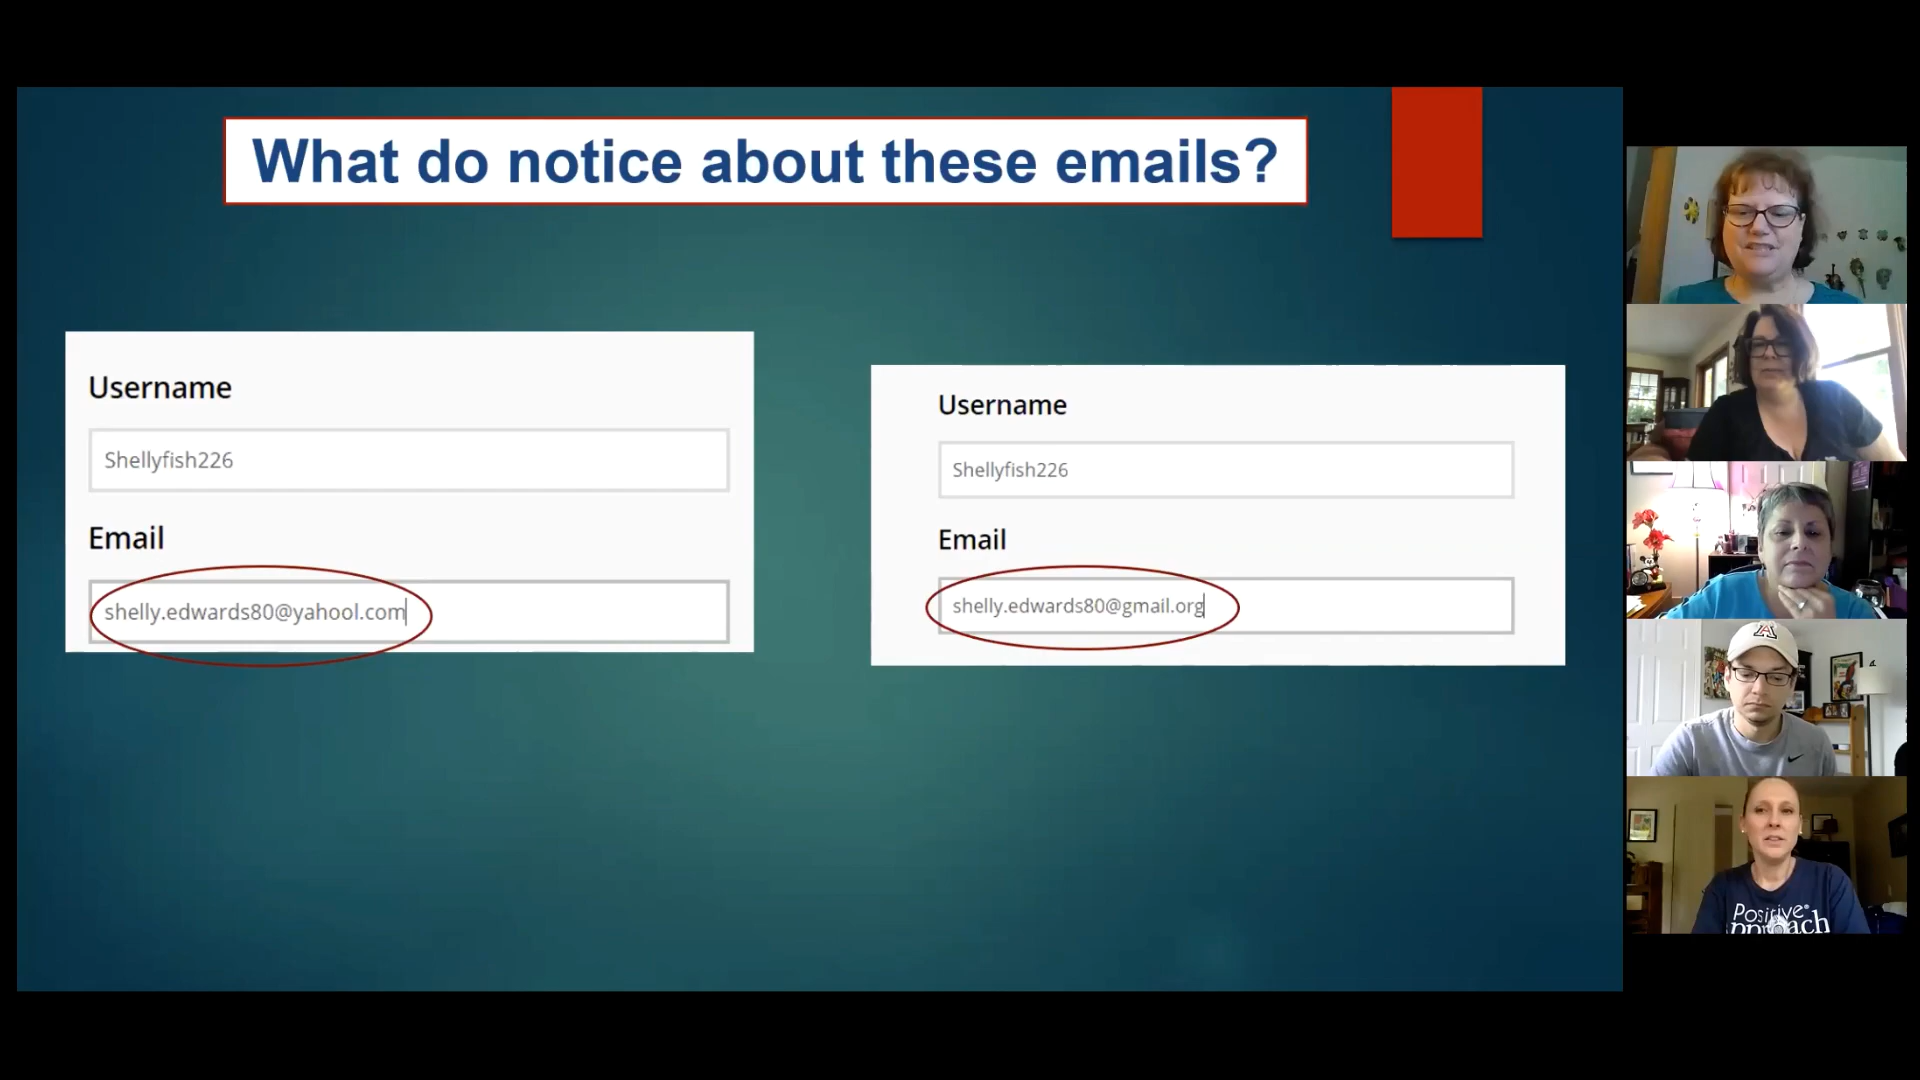 What do notice about these emails?
Username
Shellyfish226
Email
shelly.edwards80@yahool.com
Username
Shellyfish226
Email
shelly.edwards80@gmail.org
A
Positive